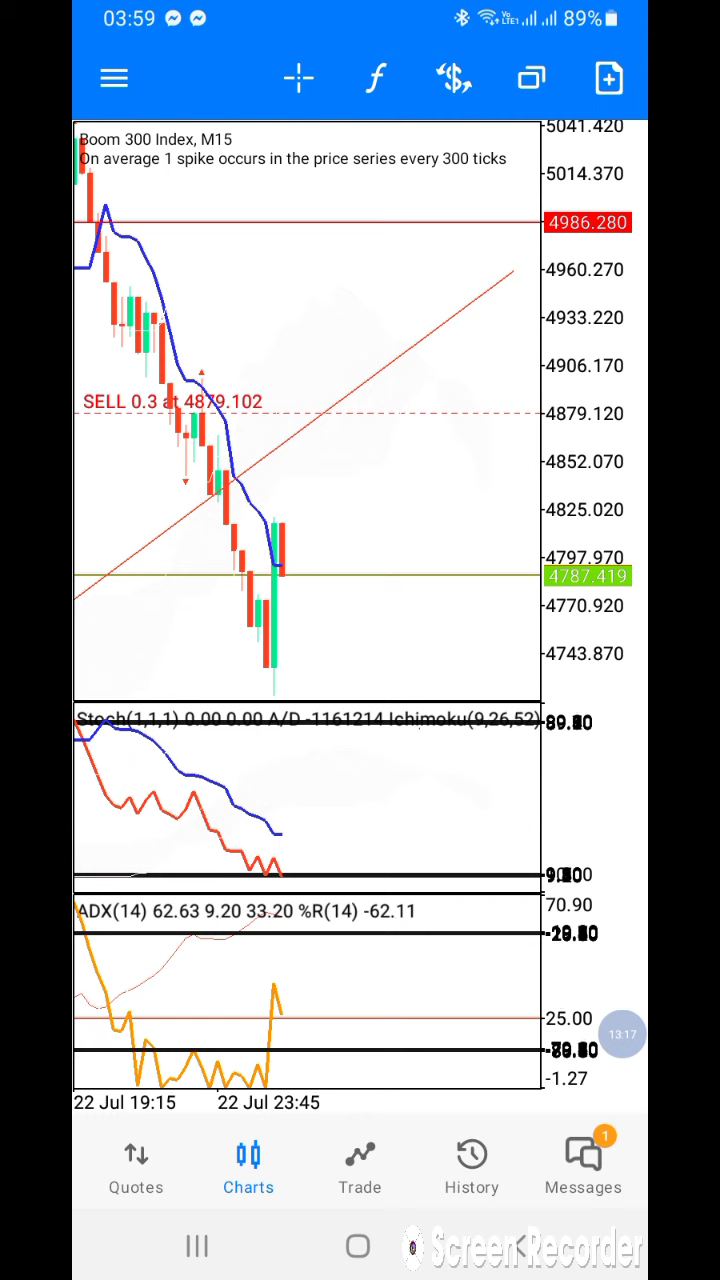 03:59
Vo
LTE1
89%
5041.420
Boom 300 Index, M15
On average 1 spike occurs in the price series every 300 ticks
5014.370
4986.280
4960.270
4933.220
4906.170
SELL 0.3 at 4879.102
4879.120
4852.070
4825.020
4797.970
4787.419
4770.920
4743.870
Stoch(1,1,1) 0.00 0.00 A/D -1161214 Ichimoku(9,26,52)
ADX(14) 62.63 9.20 33.20 %R(14) -62.11
70.90
25.00
13:17
-1.27
22 Jul 19:15
22 Jul 23:45
1
Quotes
Charts
Trade
History
Messages
Screen Recorder